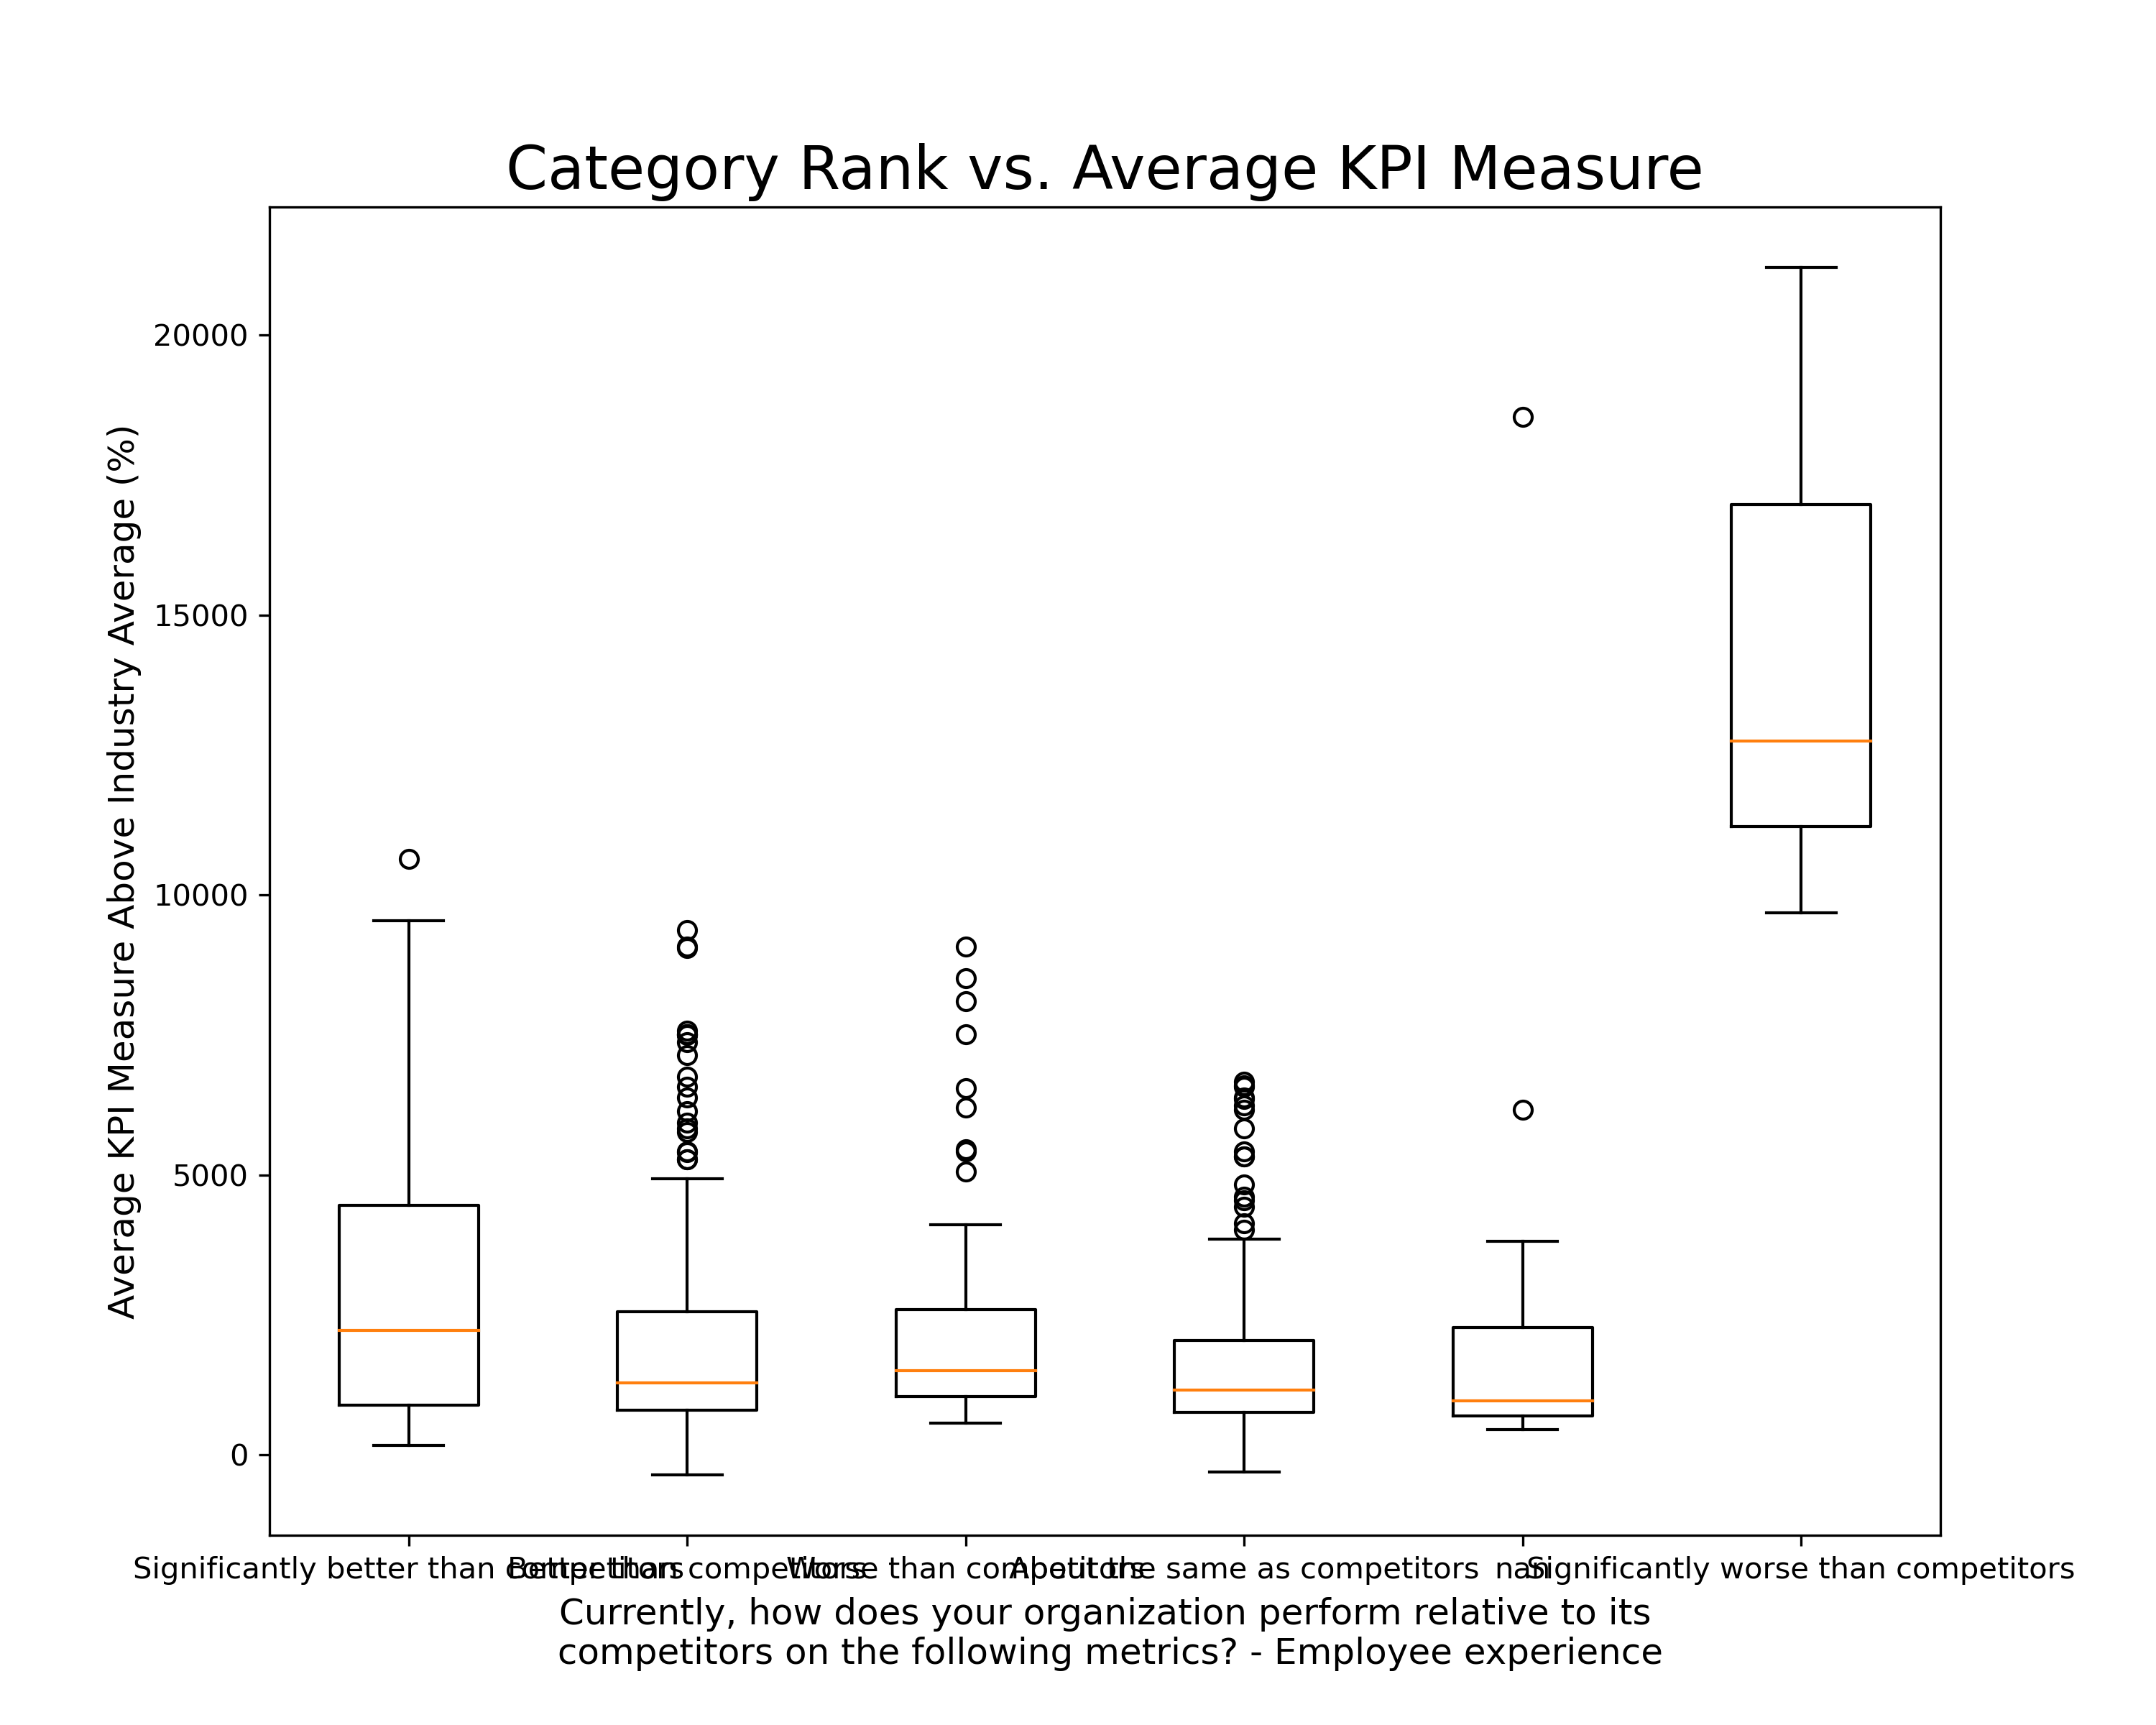 Category Rank vs. Average KPI Measure
Average KPI Measure Above Industry Average (%)
20000
15000
10000
5000
0
Significantly better than competitors
Better than competitors
Worse than competitors
About the same as competitors
nan
Significantly worse than competitors
Currently, how does your organization perform relative to its
competitors on the following metrics? - Employee experience